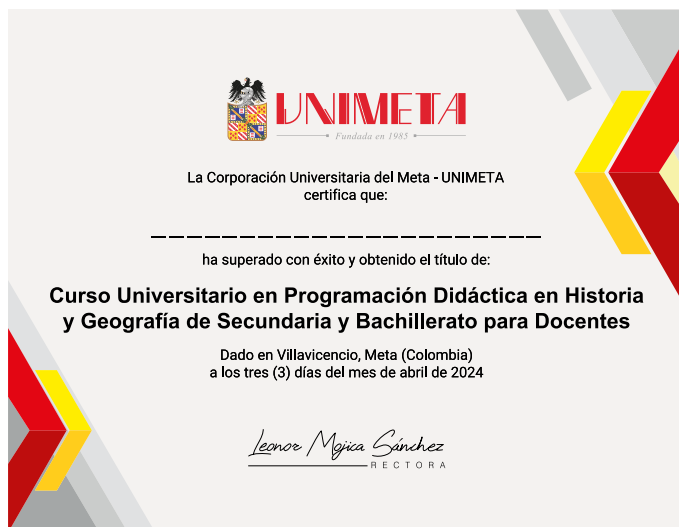 UNIMETA
Fundada en 1985
La Corporación Universitaria del Meta - UNIMETA
certifica que:
ha superado con éxito y obtenido el título de:
Curso Universitario en Programación Didáctica en Historia
y Geografía de Secundaria y Bachillerato para Docentes
Dado en Villavicencio, Meta (Colombia)
a los tres (3) días del mes de abril de 2024
Leonor Mojica Sánchez
RECTORA